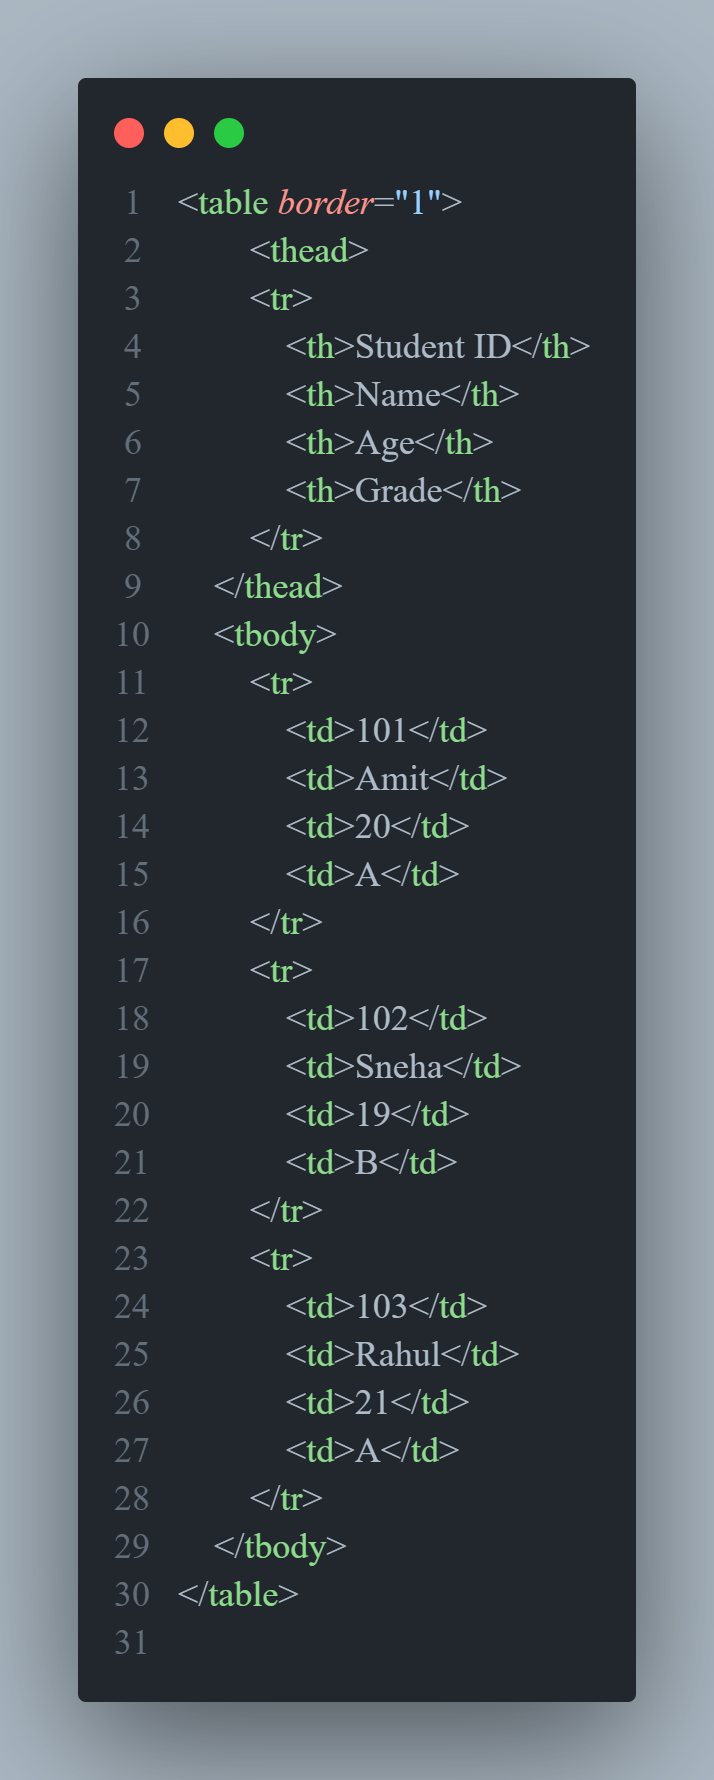 1 <table border="1">
2         <thead>
3         <tr>
4             <th>Student ID</th>
5             <th>Name</th>
6             <th>Age</th>
7             <th>Grade</th>
8         </tr>
9     </thead>
10     <tbody>
11         <tr>
12             <td>101</td>
13             <td>Amit</td>
14             <td>20</td>
15             <td>A</td>
16         </tr>
17         <tr>
18             <td>102</td>
19             <td>Sneha</td>
20             <td>19</td>
21             <td>B</td>
22         </tr>
23         <tr>
24             <td>103</td>
25             <td>Rahul</td>
26             <td>21</td>
27             <td>A</td>
28         </tr>
29     </tbody>
30 </table>
31